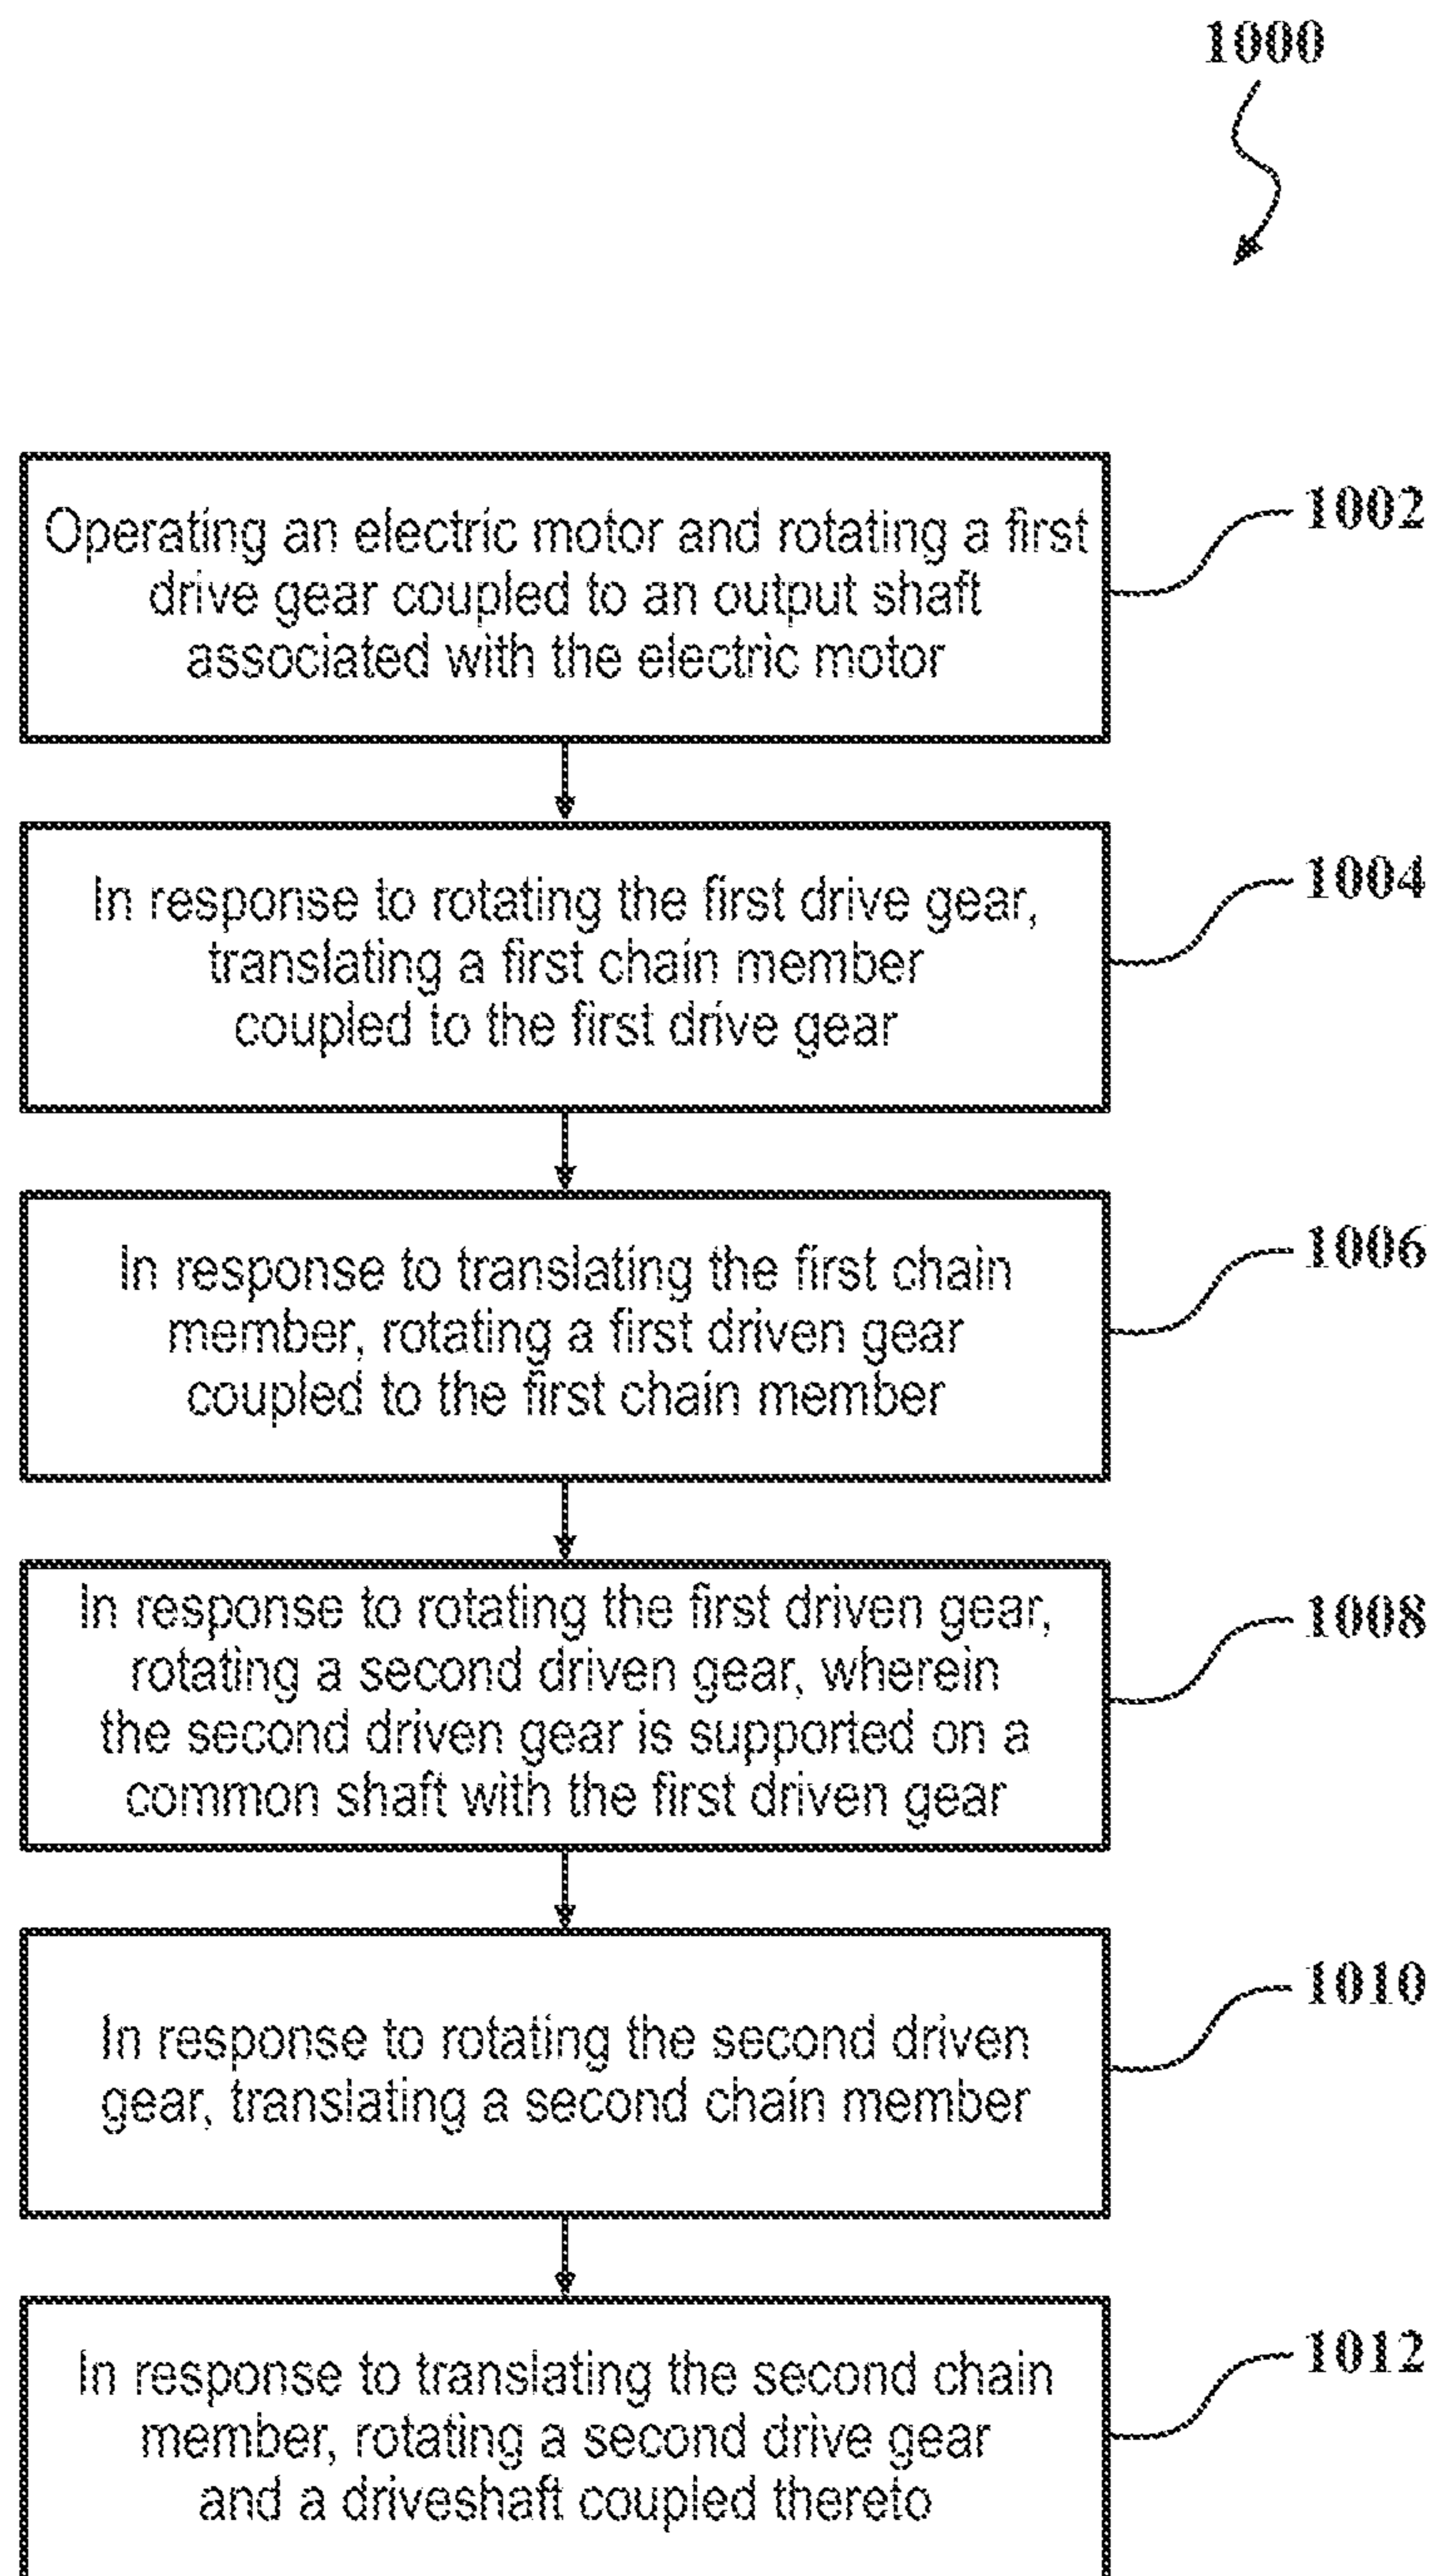 1000
Operating an electric motor and rotating a first
drive gear coupled to an output shaft
associated with the electric motor
1002
In response to rotating the first drive gear,
translating a first chain member
coupled to the first drive gear
1004
In response to translating the first chain
member, rotating a first driven gear
coupled to the first chain member
1006
In response to rotating the first driven gear,
rotating a second driven gear, wherein
the second driven gear is supported on a
common shaft with the first driven gear
1008
In response to rotating the second driven
gear, translating a second chain member
1010
In response to translating the second chain
member, rotating a second drive gear
and a driveshaft coupled thereto
1012